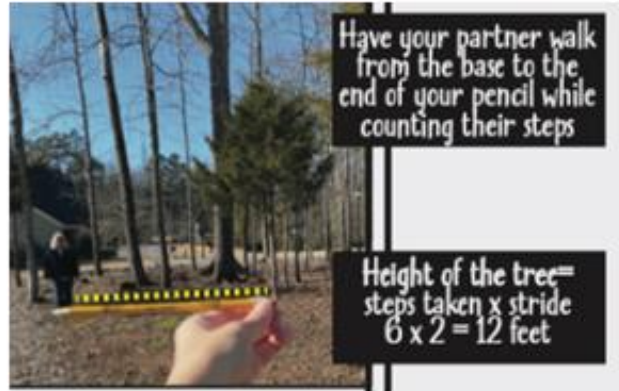 Have your partner walk
from the base to the
end of your pencil while
counting their steps
Height of the tree=
steps taken x stride
6 x 2 = 12 feet